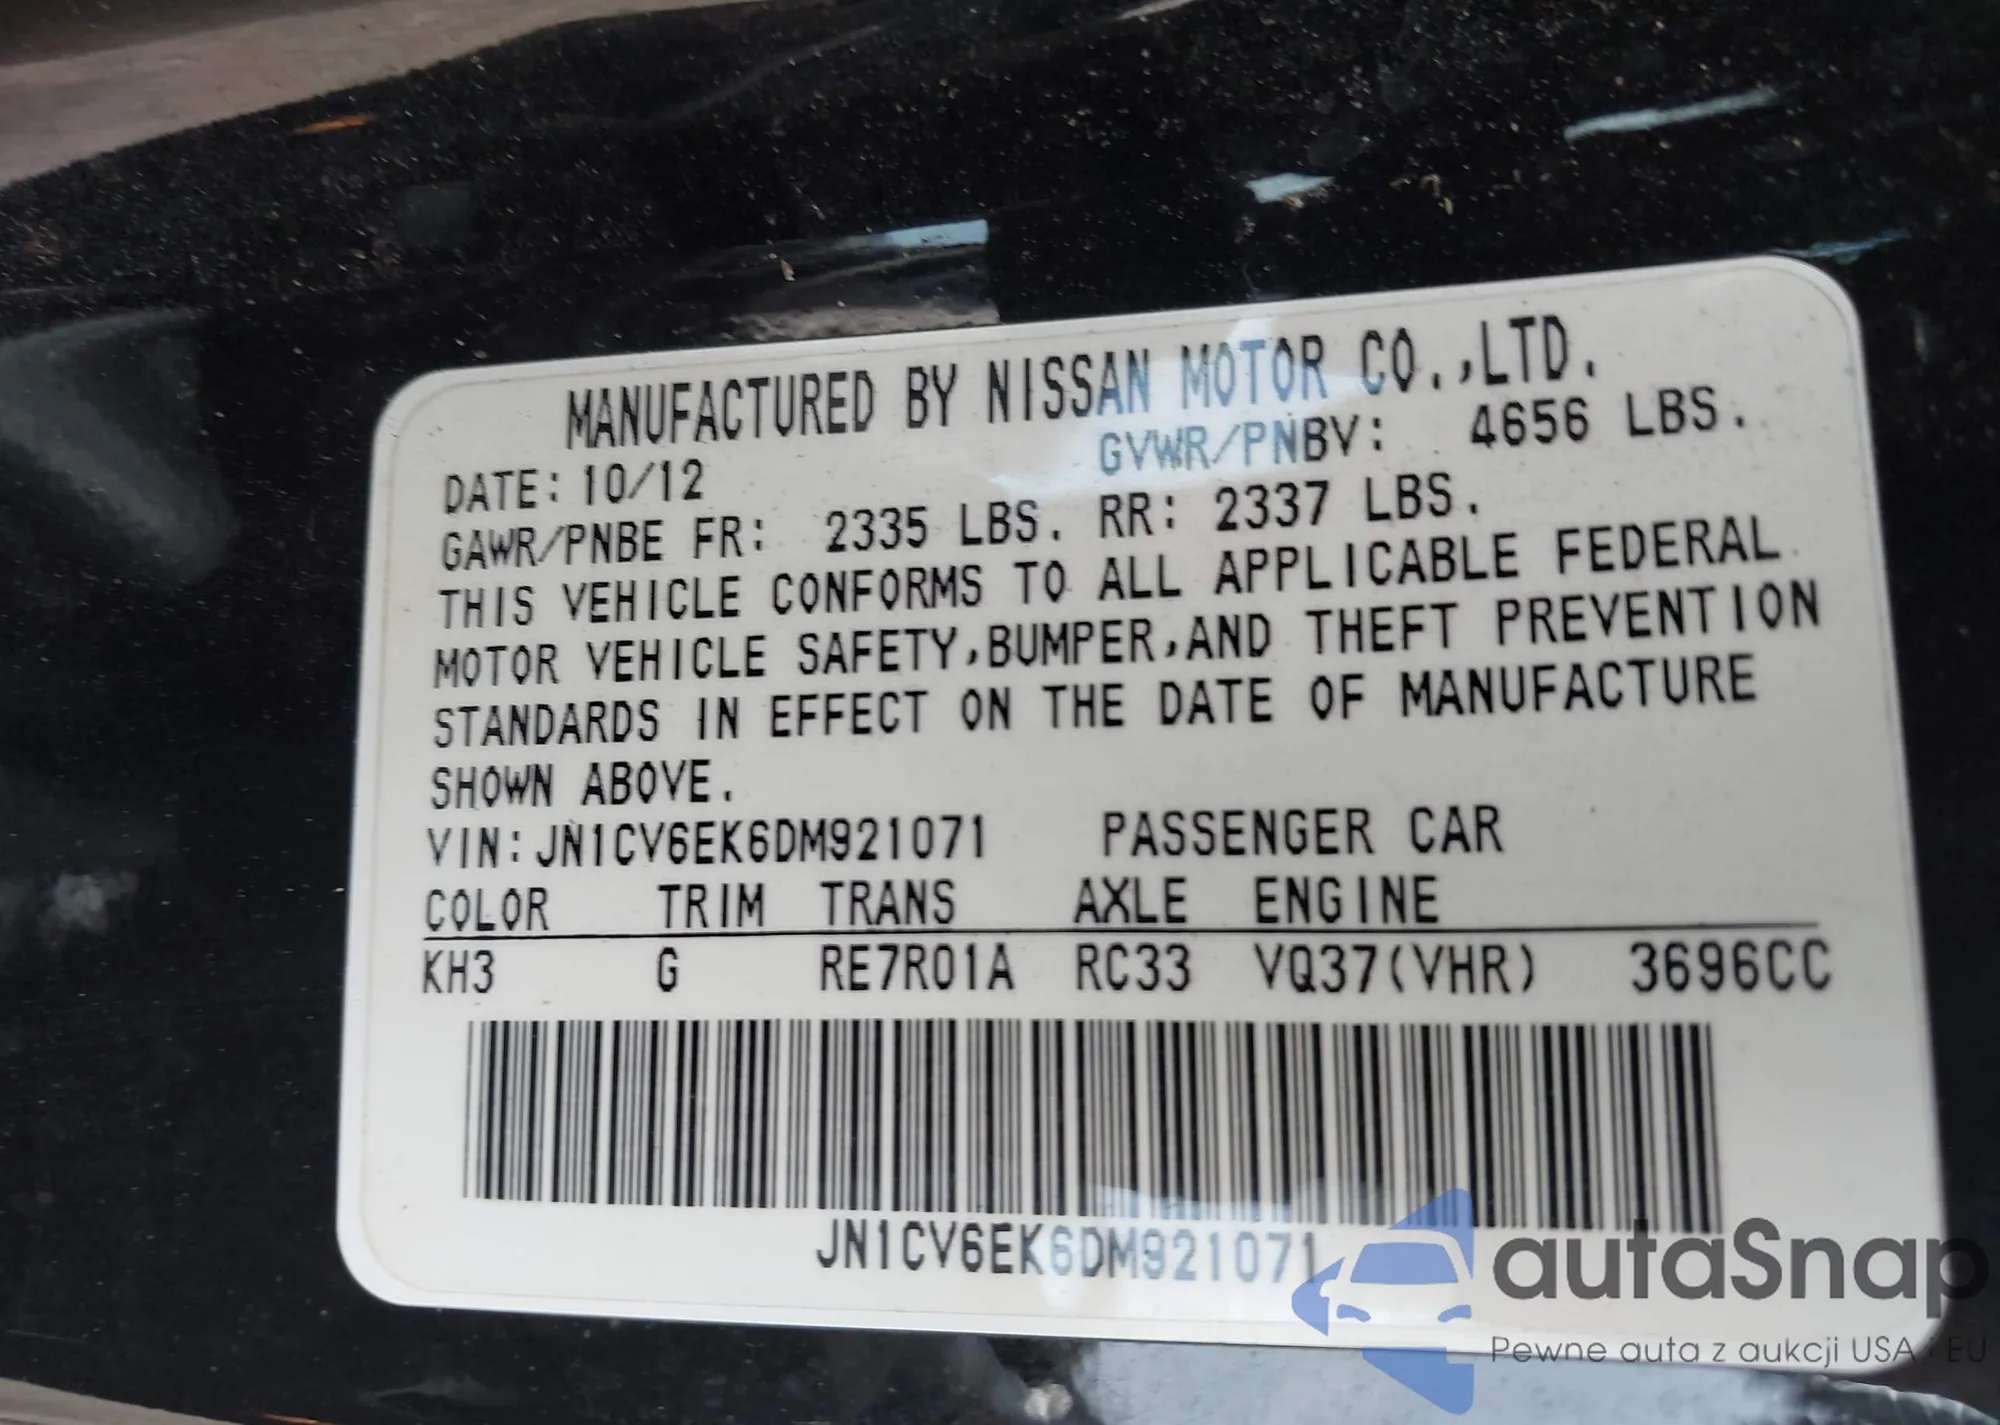 MANUFACTURED BY NISSAN MOTOR CO.,LTD.
DATE: 10/12 GVWR/PNBV: 4656 LBS.
GAWR/PNBE FR: 2335 LBS. RR: 2337 LBS.
THIS VEHICLE CONFORMS TO ALL APPLICABLE FEDERAL
MOTOR VEHICLE SAFETY,BUMPER,AND THEFT PREVENTION
STANDARDS IN EFFECT ON THE DATE OF MANUFACTURE
SHOWN ABOVE.
VIN:JN1CV6EK6DM921071 PASSENGER CAR
COLOR TRIM TRANS AXLE ENGINE
KH3 G RE7R01A RC33 VQ37(VHR) 3696CC
JN1CV6EK6DM921071
autaSnap
Pewne auta z aukcji USA i EU